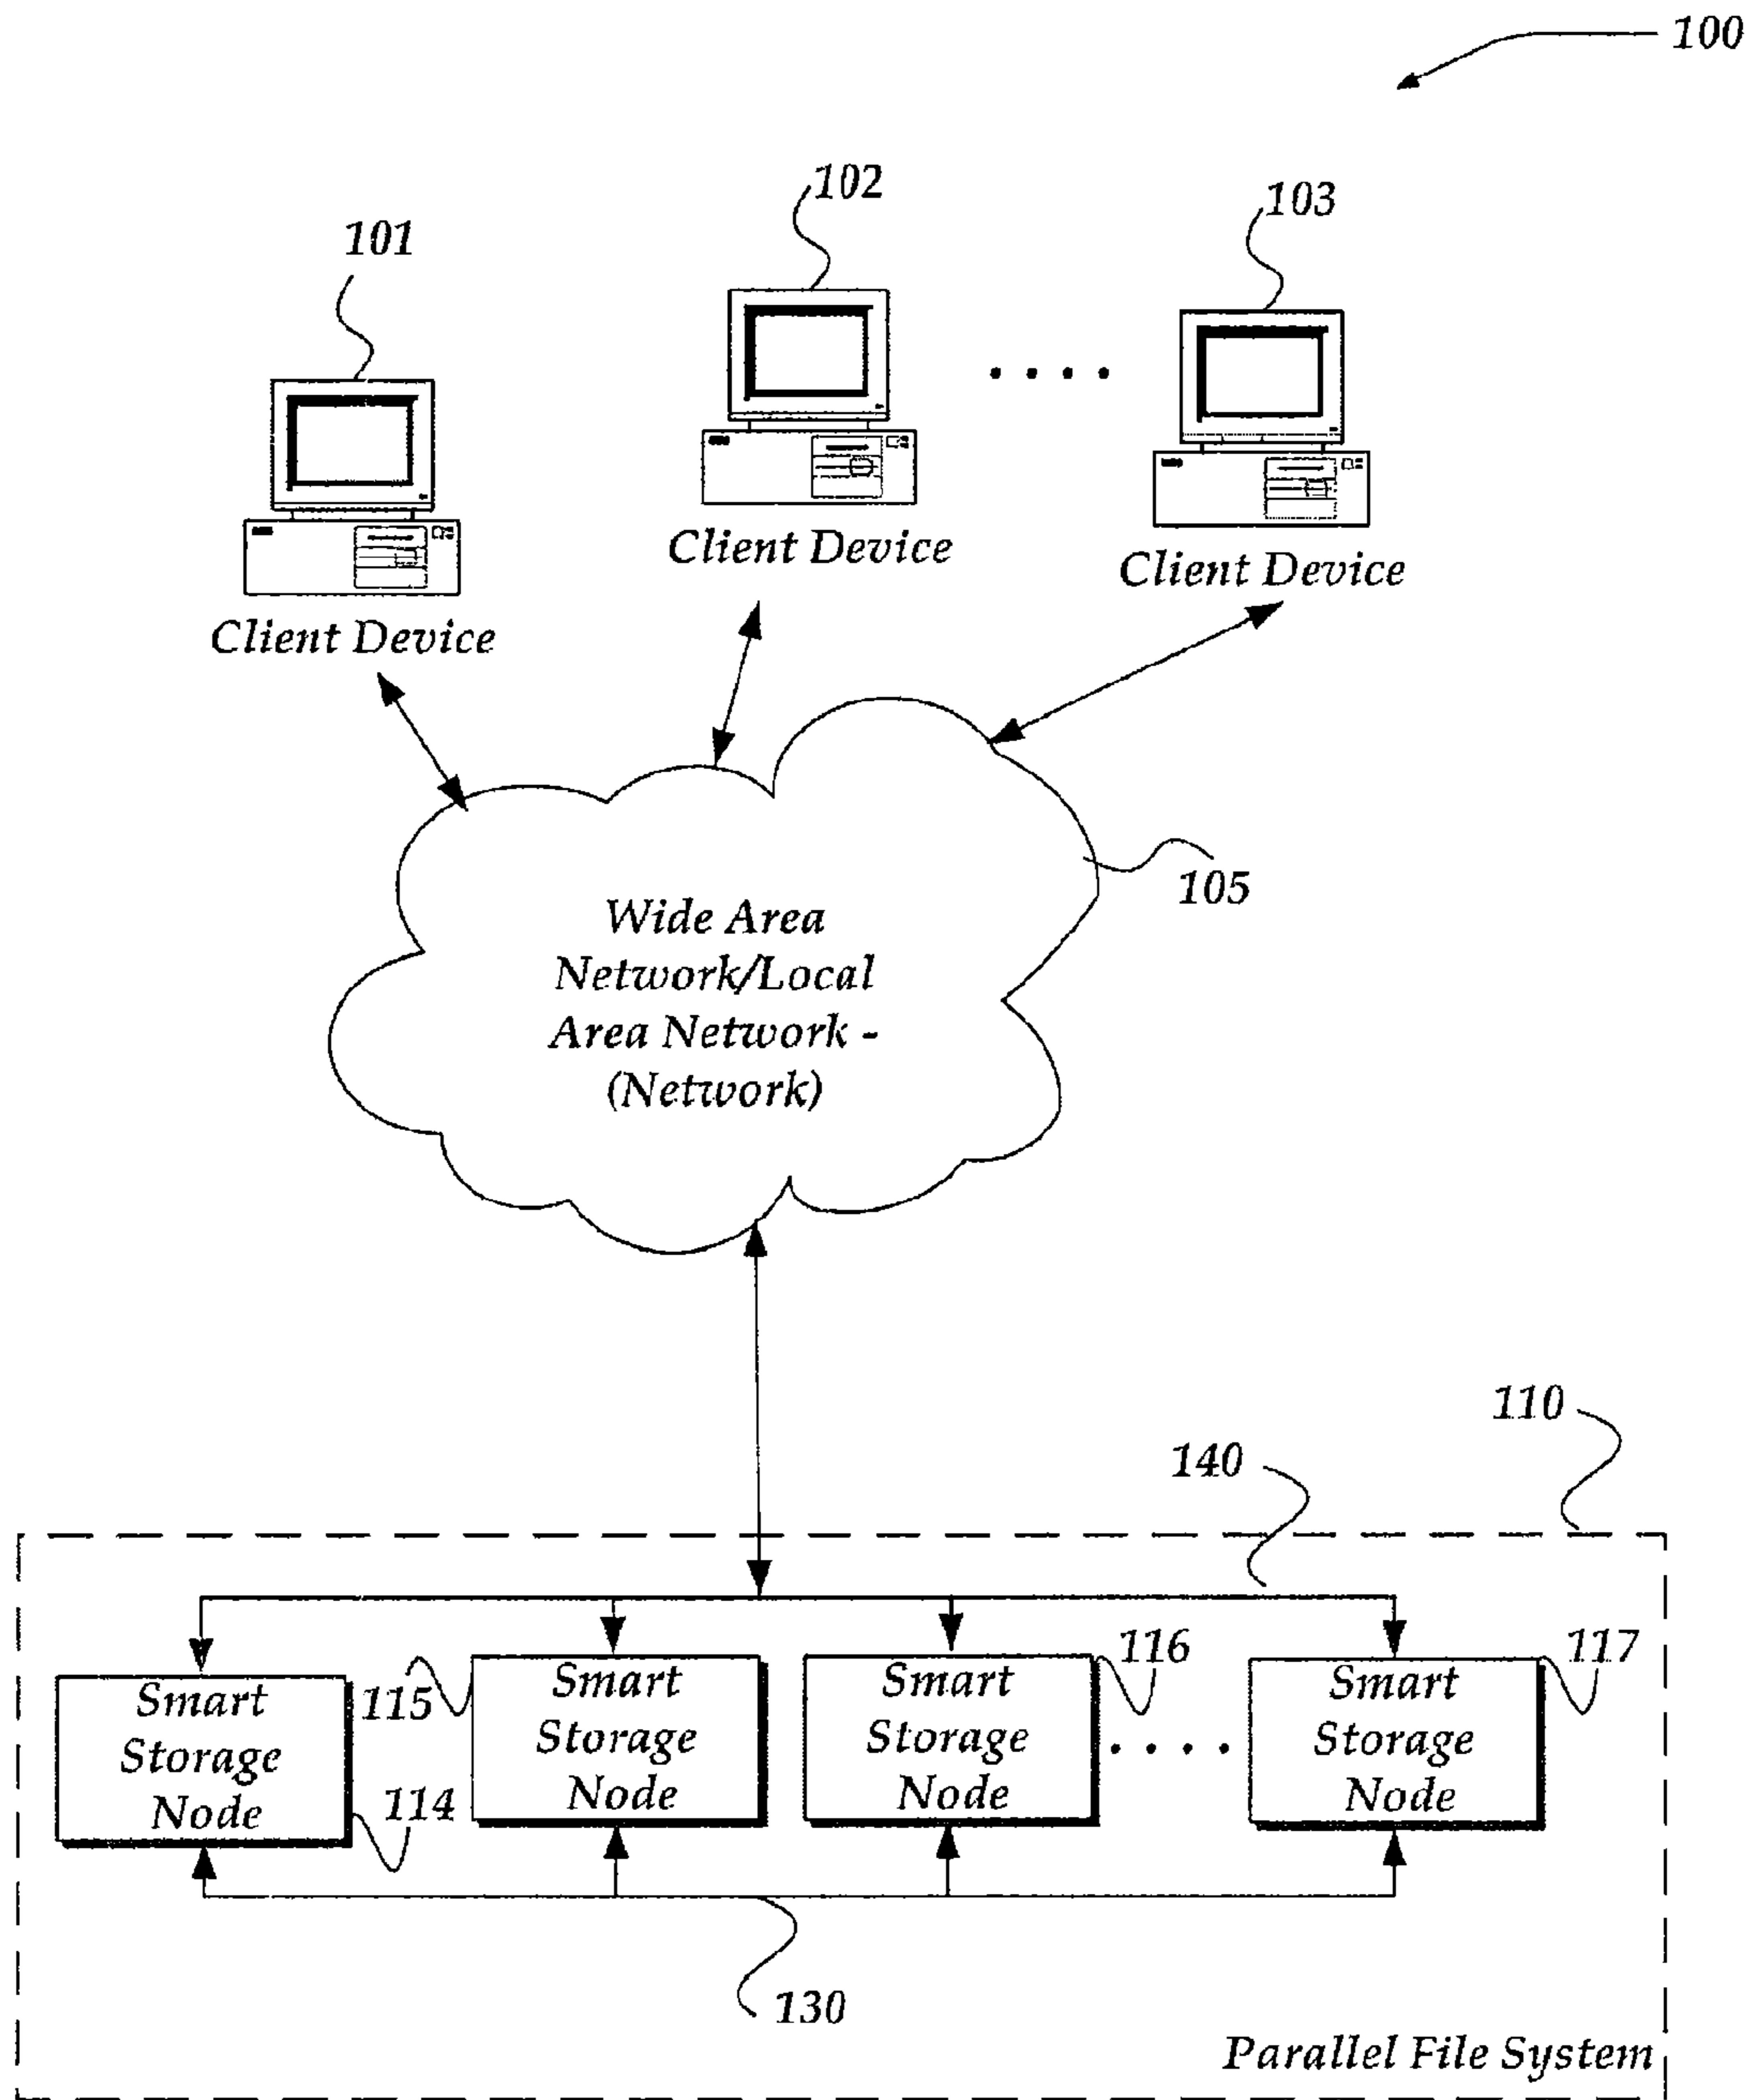 100
102
103
101
Client Device
Client Device
Client Device
105
Wide Area
Network/Local
Area Network -
(Network)
110
140
116
117
115
114
Smart
Storage
Node
Smart
Storage
Node
Smart
Storage
Node
Smart
Storage
Node
130
Parallel File System